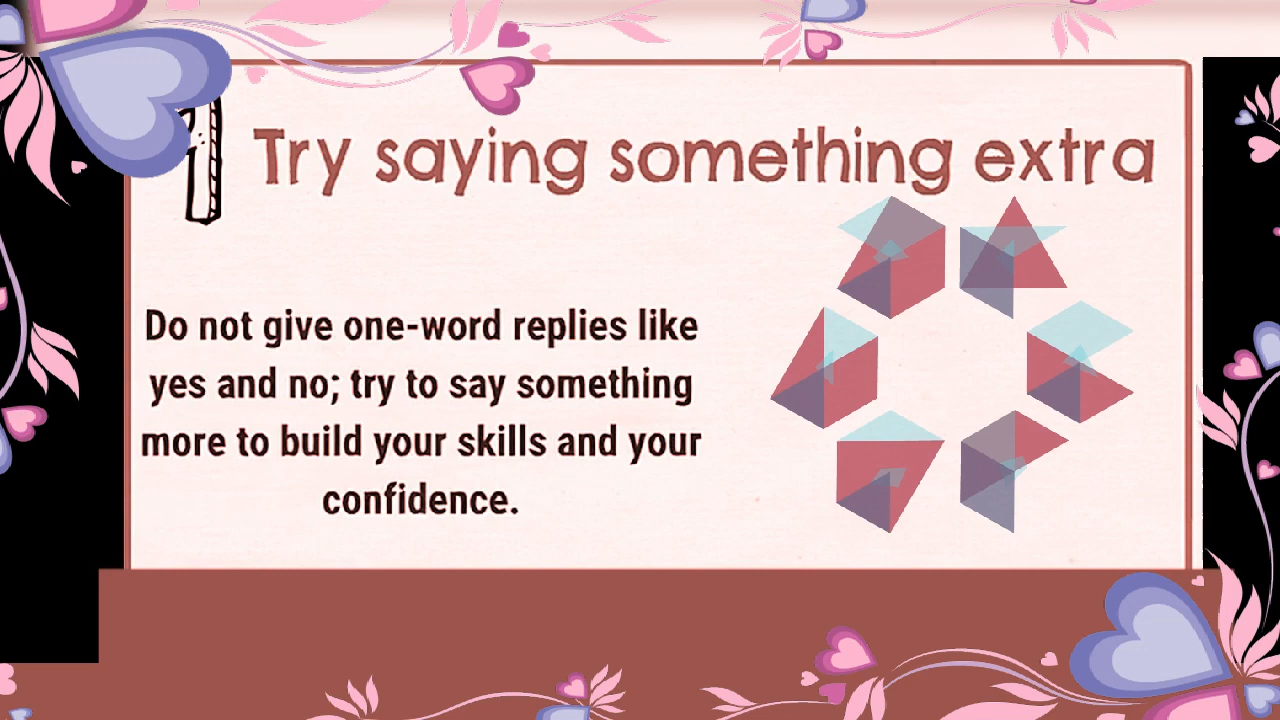 1 Try saying something extra
Do not give one-word replies like
yes and no; try to say something
more to build your skills and your
confidence.